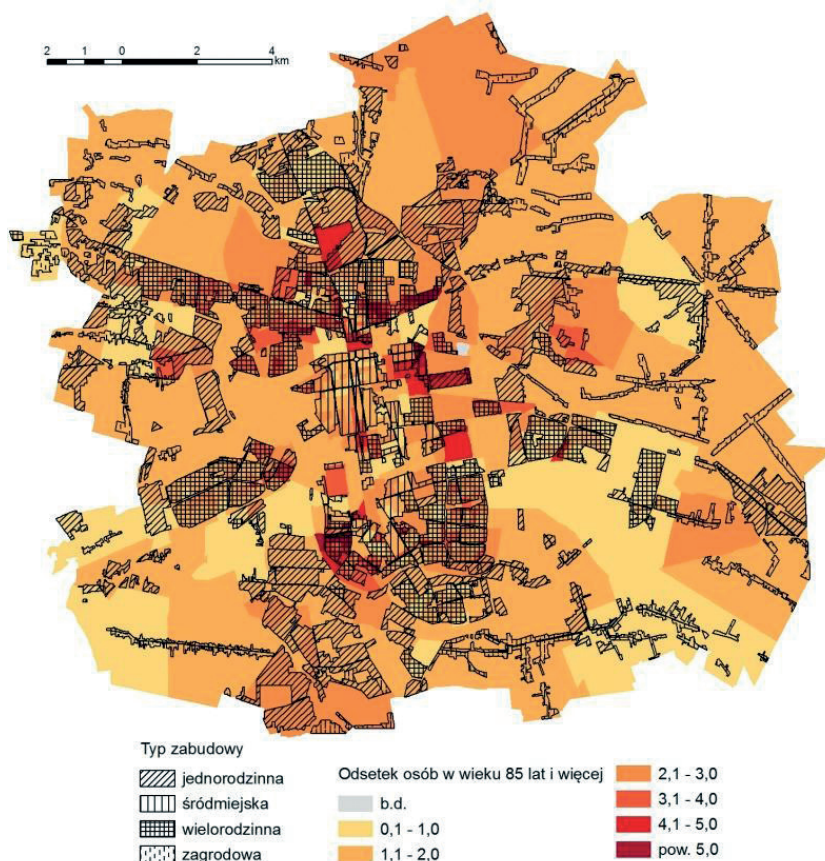 2 1 0 2 4
km
Typ zabudowy
jednorodzinna
śródmiejska
wielorodzinna
zagrodowa
Odsetek osób w wieku 85 lat i więcej
b.d.
0,1 - 1,0
1,1 - 2,0
2,1 - 3,0
3,1 - 4,0
4,1 - 5,0
pow. 5,0